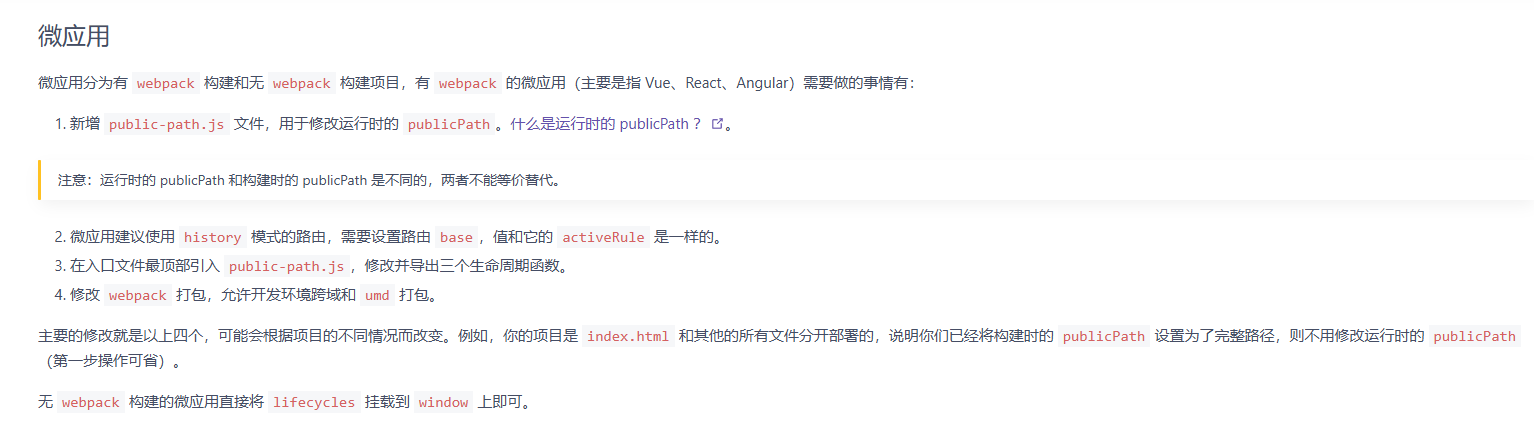 微应用
微应用分为有 webpack 构建和无 webpack 构建项目，有 webpack 的微应用（主要是指 Vue、React、Angular）需要做的事情有：
1. 新增 public-path.js 文件，用于修改运行时的 publicPath。什么是运行时的 publicPath ？。
注意：运行时的 publicPath 和构建时的 publicPath 是不同的，两者不能等价替代。
2. 微应用建议使用 history 模式的路由，需要设置路由 base，值和它的 activeRule 是一样的。
3. 在入口文件最顶部引入 public-path.js，修改并导出三个生命周期函数。
4. 修改 webpack 打包，允许开发环境跨域和 umd 打包。
主要的修改就是以上四个，可能会根据项目的不同情况而改变。例如，你的项目是 index.html 和其他的所有文件分开部署的，说明你们已经将构建时的 publicPath 设置为了完整路径，则不用修改运行时的 publicPath
（第一步操作可省）。
无 webpack 构建的微应用直接将 lifecycles 挂载到 window 上即可。